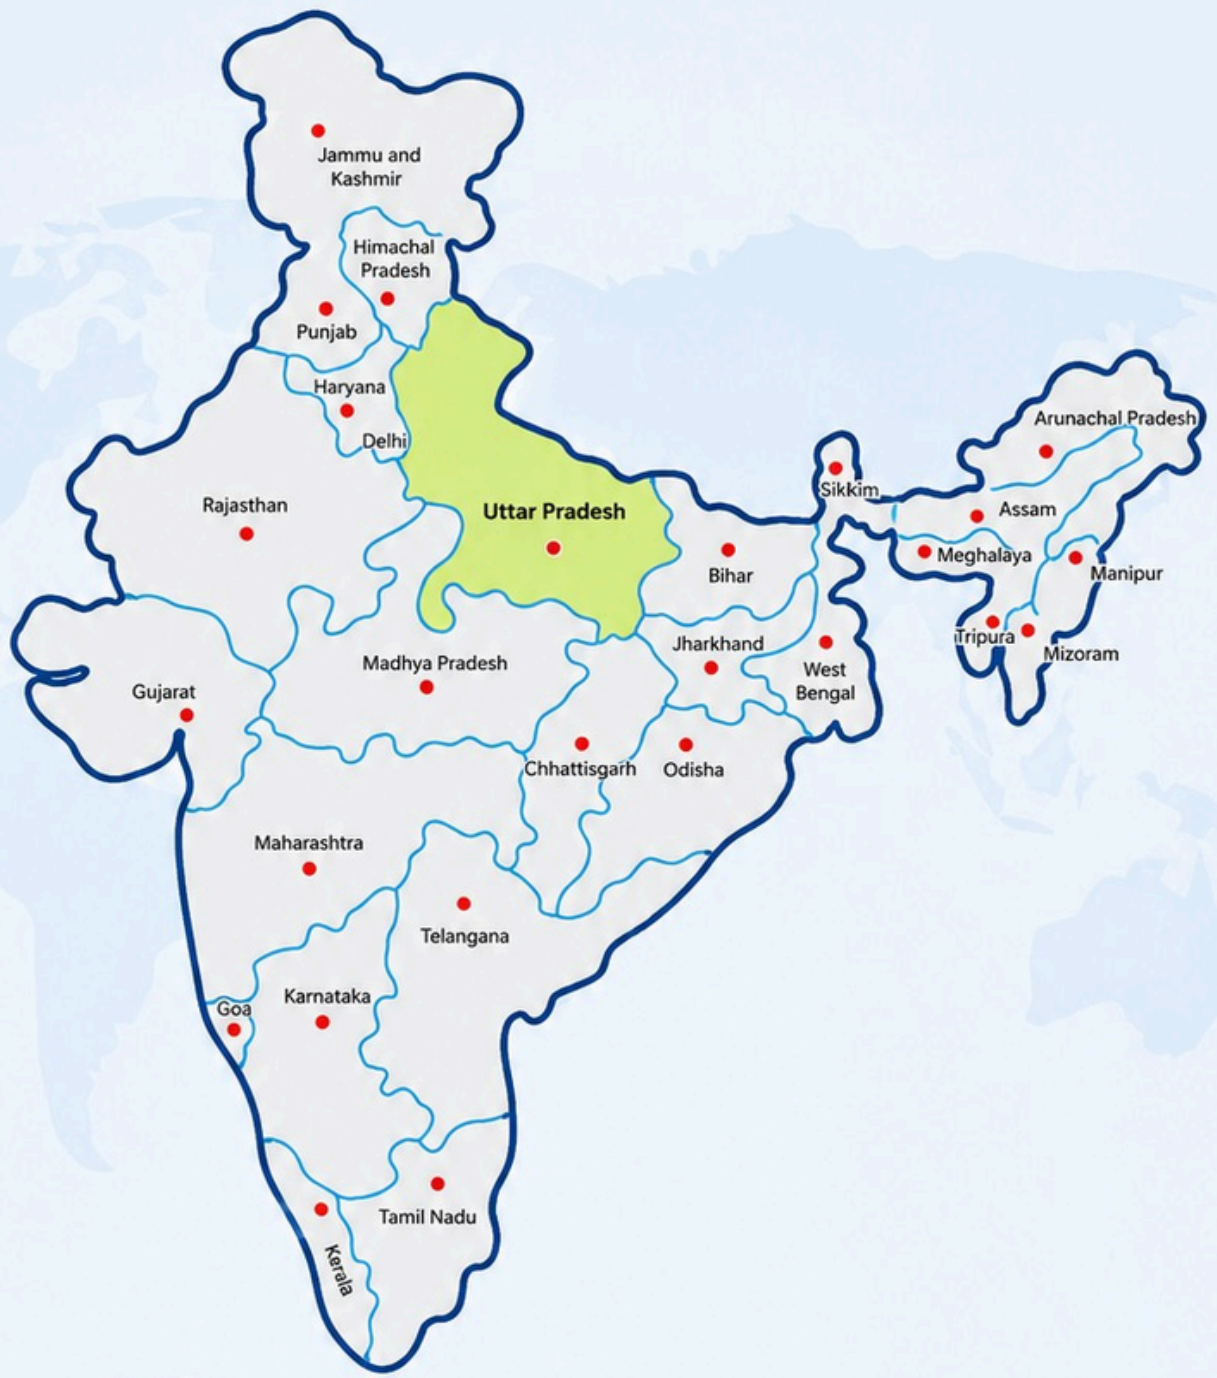 Jammu and
Kashmir
Himachal
Pradesh
Punjab
Haryana
Delhi
Arunachal Pradesh
Sikkim
Rajasthan
Uttar Pradesh
Assam
Meghalaya
Bihar
Manipur
Tripura
Jharkhand
Mizoram
Madhya Pradesh
West
Bengal
Gujarat
Chhattisgarh
Odisha
Maharashtra
Telangana
Karnataka
Goa
Tamil Nadu
Kerala